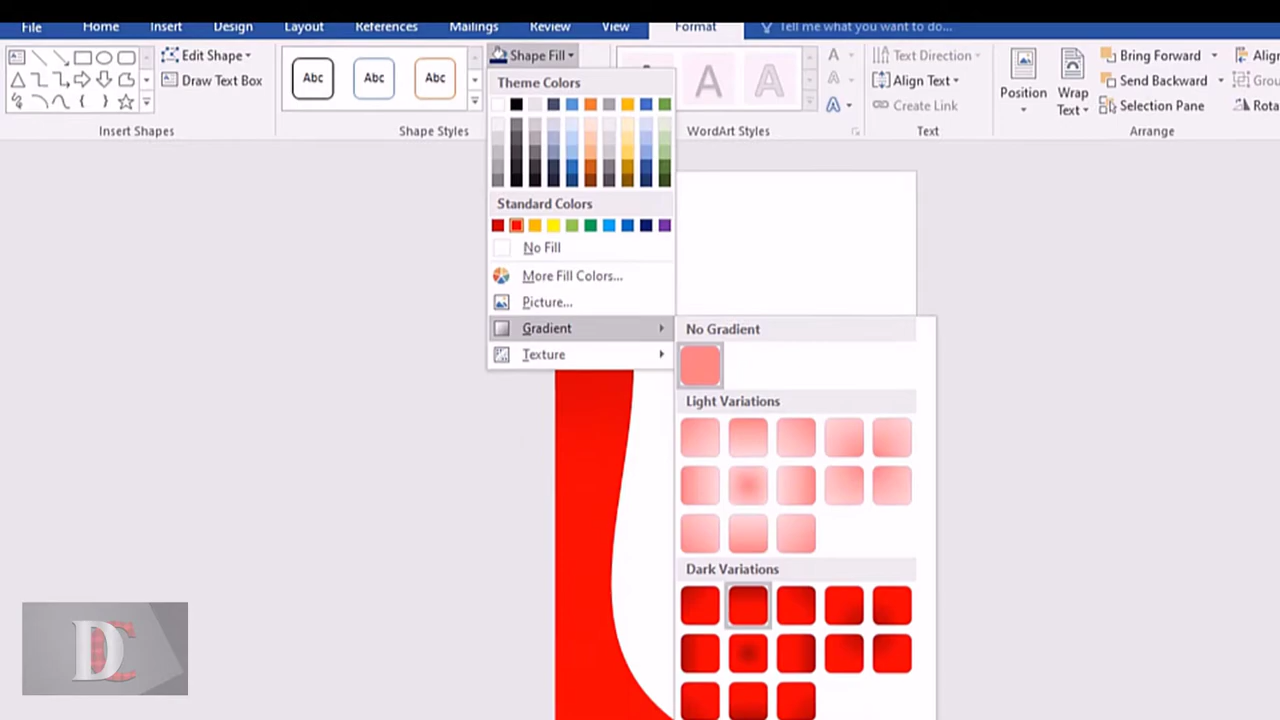 File Home Insert Design Layout References Mailings Review View Format Tell me what you want to do...
Edit Shape
Draw Text Box
Insert Shapes
Abc Abc Abc
Shape Styles
Shape Fill
Theme Colors
Standard Colors
No Fill
More Fill Colors...
Picture...
Gradient
Texture
No Gradient
Light Variations
Dark Variations
A A
WordArt Styles
Text Direction
Align Text
Create Link
Text
Position
Wrap
Text
Bring Forward
Send Backward
Selection Pane
Arrange
DC